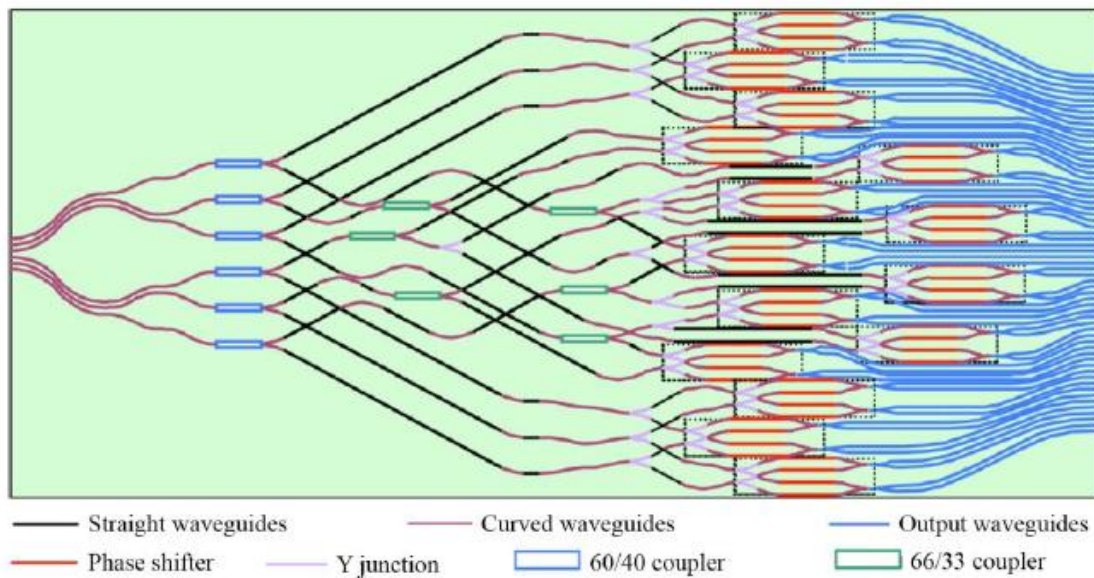 Straight waveguides Curved waveguides Output waveguides
Phase shifter Y junction 60/40 coupler 66/33 coupler